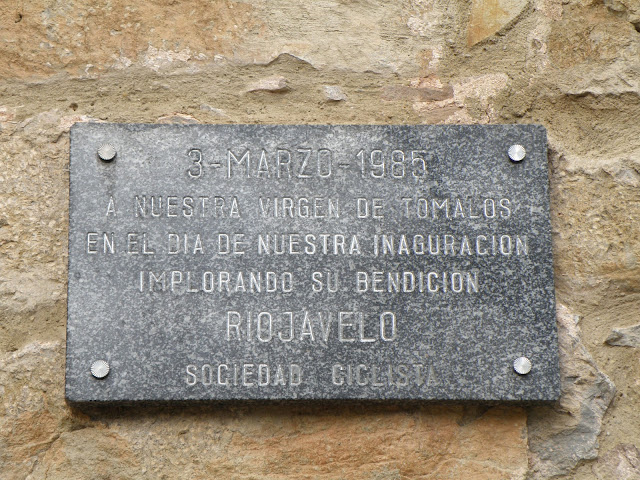 3-MARZO-1985
A NUESTRA VIRGEN DE TOMALOS
EN EL DIA DE NUESTRA INAGURACION
IMPLORANDO SU BENDICION
RIOJAVELO
SOCIEDAD CICLISTA